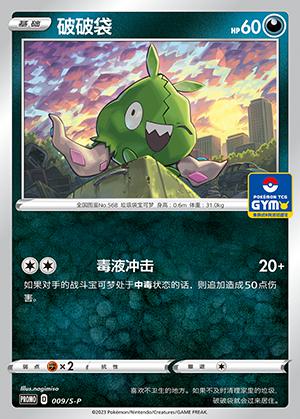 基础 破破袋 HP60
全国图鉴No.568 垃圾袋宝可梦 身高：0.6m 体重：31.0kg
POKÉMON TCG
GYM
毒液冲击 20+
如果对手的战斗宝可梦处于中毒状态的话，则追加造成50点伤
害。
弱点 ×2 抗性 撤退
Illus.nagimiso
PROMO D 009/S-P
喜欢不卫生的地方。如果不及时清理家里的垃圾，
破破袋就会过来居住。
©2023 Pokémon/Nintendo/Creatures/GAME FREAK.